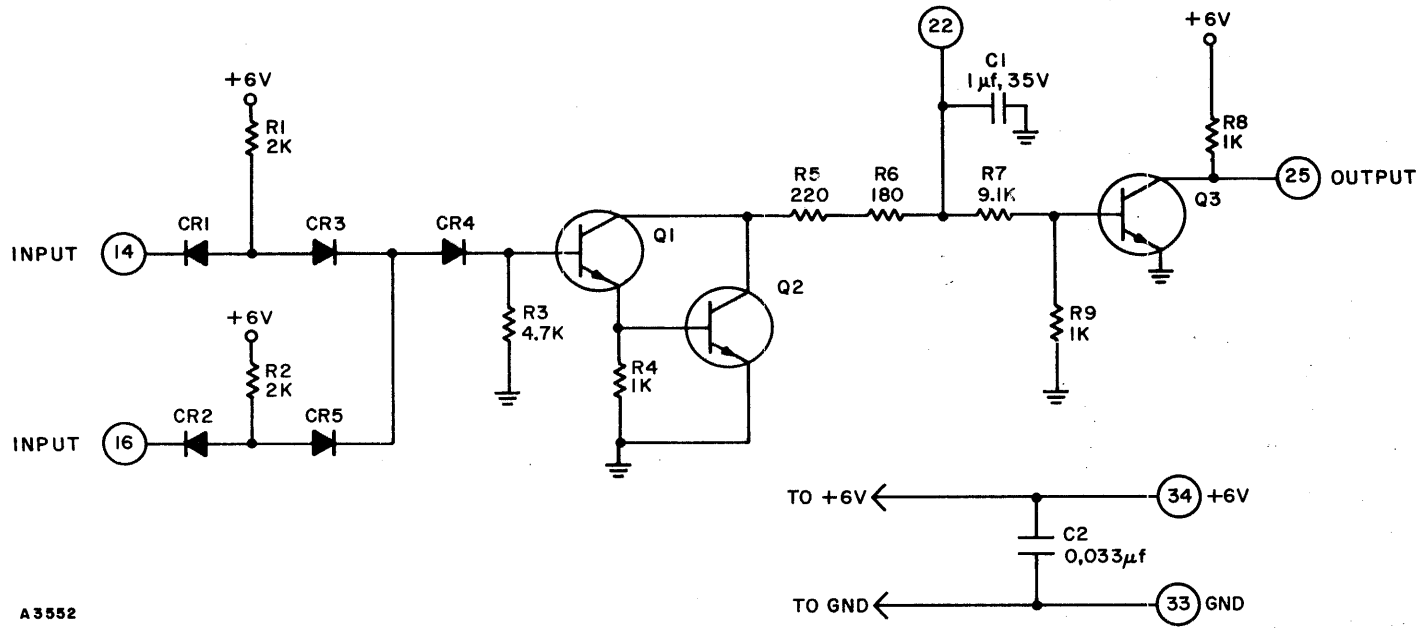 22
+6V
C1
1 µf, 35V
+6V
R1
2K
R8
1K
CR1
CR3
CR4
INPUT
14
Q1
R5
220
R6
180
R7
9.1K
Q3
25
OUTPUT
Q2
+6V
R3
4.7K
R9
1K
R2
2K
R4
1K
CR2
CR5
INPUT
16
TO +6V
34
+6V
C2
0,033µf
TO GND
33
GND
A3552